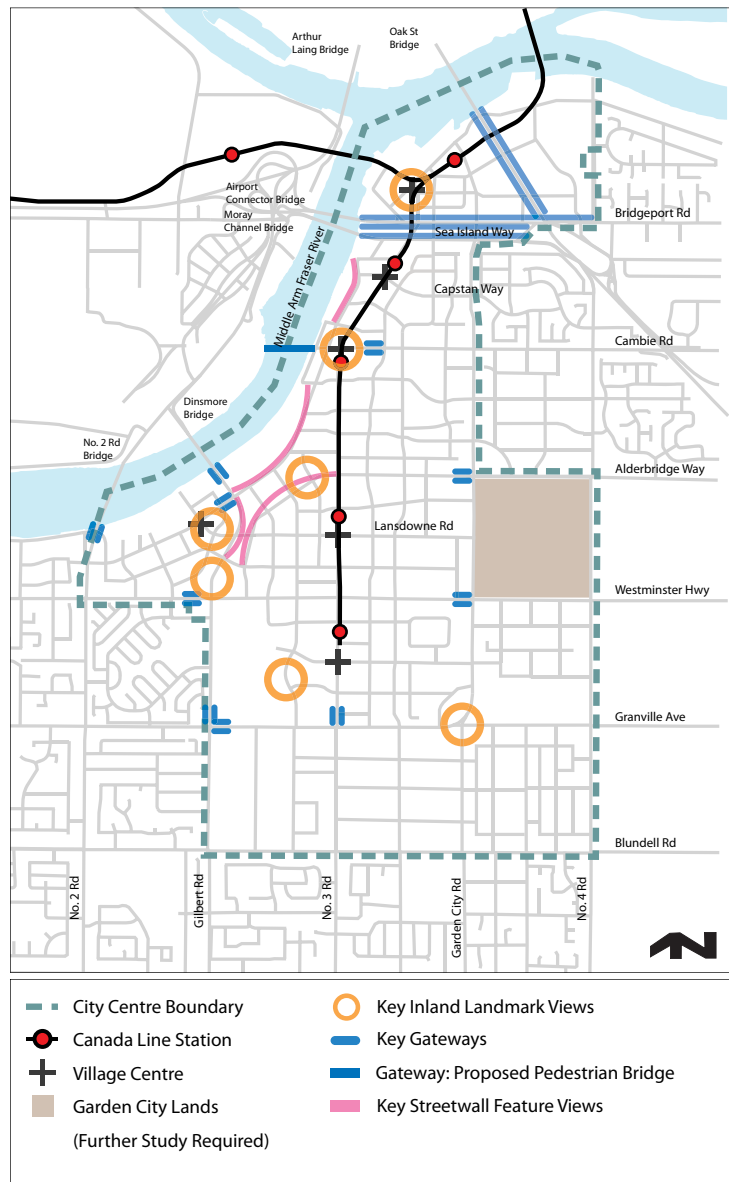 Arthur
Laing Bridge
Oak St
Bridge
Airport
Connector Bridge
Moray
Channel Bridge
Bridgeport Rd
Sea Island Way
Middle Arm Fraser River
Capstan Way
Cambie Rd
Dinsmore
Bridge
No. 2 Rd
Bridge
Alderbridge Way
Lansdowne Rd
Westminster Hwy
Granville Ave
Blundell Rd
No. 2 Rd
Gilbert Rd
No. 3 Rd
Garden City Rd
No. 4 Rd
N
City Centre Boundary
Canada Line Station
Village Centre
Garden City Lands
(Further Study Required)
Key Inland Landmark Views
Key Gateways
Gateway: Proposed Pedestrian Bridge
Key Streetwall Feature Views